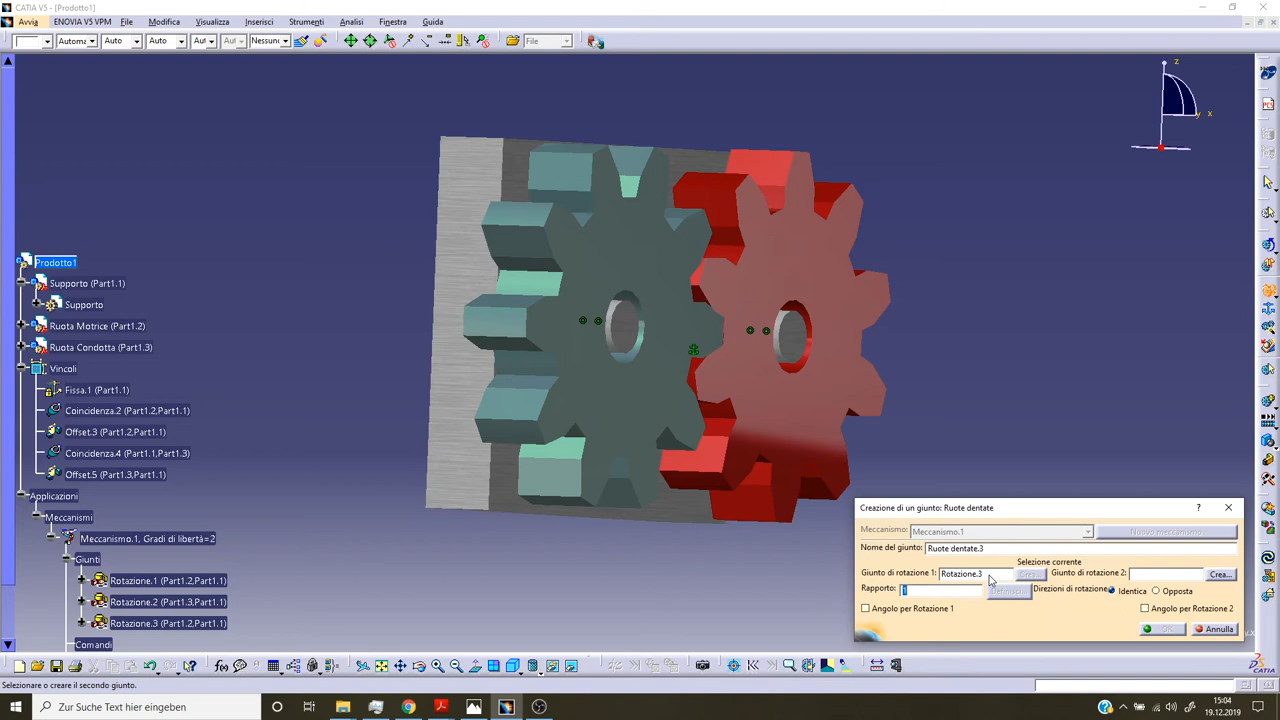 CATIA V5 - [Prodotto1]
Avvia ENOVIA V5 VPM File Modifica Visualizza Inserisci Strumenti Analisi Finestra Guida
Automa Auto Auto Aut Nessuno File
z
y x
Prodotto1
Supporto (Part1.1)
Supporto
Ruota Motrice (Part1.2)
Ruota Condotta (Part1.3)
Vincoli
Fissa.1 (Part1.1)
Coincidenza.2 (Part1.2,Part1.1)
Offset.3 (Part1.2,Part1.1)
Coincidenza.4 (Part1.1,Part1.3)
Offset.5 (Part1.3,Part1.1)
Applicazioni
Meccanismi
Meccanismo.1, Gradi di libertà=2
Giunti
Rotazione.1 (Part1.2,Part1.1)
Rotazione.2 (Part1.3,Part1.1)
Rotazione.3 (Part1.2,Part1.1)
Comandi
Creazione di un giunto: Ruote dentate ?
Meccanismo: Meccanismo.1 Nuovo meccanismo
Nome del giunto: Ruote dentate.3
Selezione corrente
Giunto di rotazione 1: Rotazione.3 Crea... Giunto di rotazione 2: Crea...
Rapporto: 1 Definisci... Direzioni di rotazione Identica Opposta
Angolo per Rotazione 1 Angolo per Rotazione 2
OK Annulla
f(x)
CATIA
Selezionare o creare il secondo giunto.
Zur Suche Text hier eingeben
15:04
19.12.2019